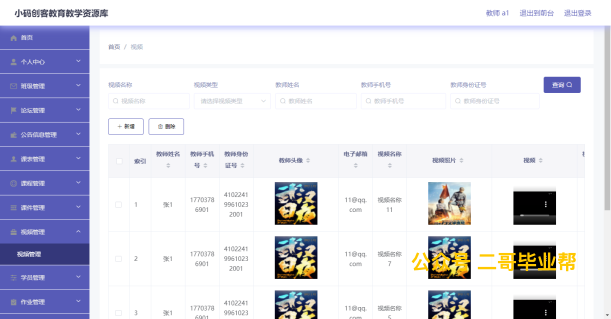 小码创客教育教学资源库
教师 a1 退出到前台 退出登录
首页
个人中心
班级管理
论坛管理
公告信息管理
课表管理
课程管理
课件管理
视频管理
视频管理
学员管理
作业管理
首页 / 视频
视频名称 视频类型 教师姓名 教师手机号 教师身份证号
视频名称 请选择视频类型 教师姓名 教师手机号 教师身份证号 查询
+ 新增 删除
索引 教师姓名 教师手机号 教师身份证号 教师头像 电子邮箱 视频名称 视频图片 视频
1 张1 17703786901 410224199610232001 11@qq.com 视频名称11
2 张1 17703786901 410224199610232001 11@qq.com 视频名称7
3 张1 1770378 4102241 11@qq. 视频名称
公众号 二哥毕业帮